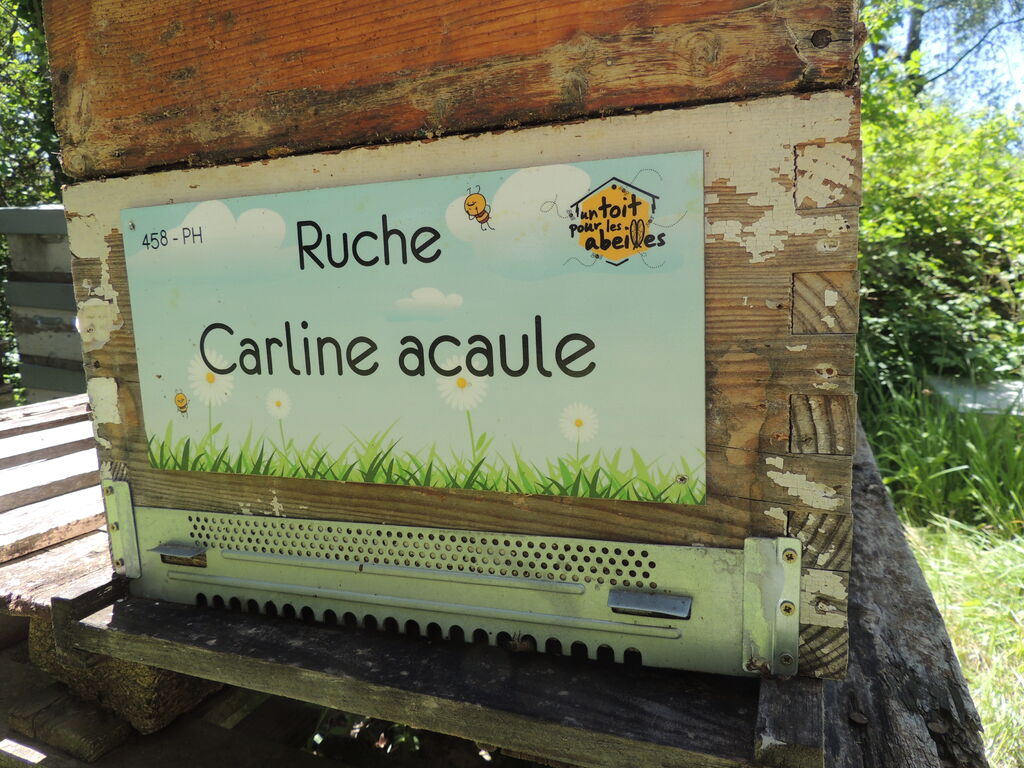 458 - PH
Ruche
un toit
pour les
abeilles
Carline acaule